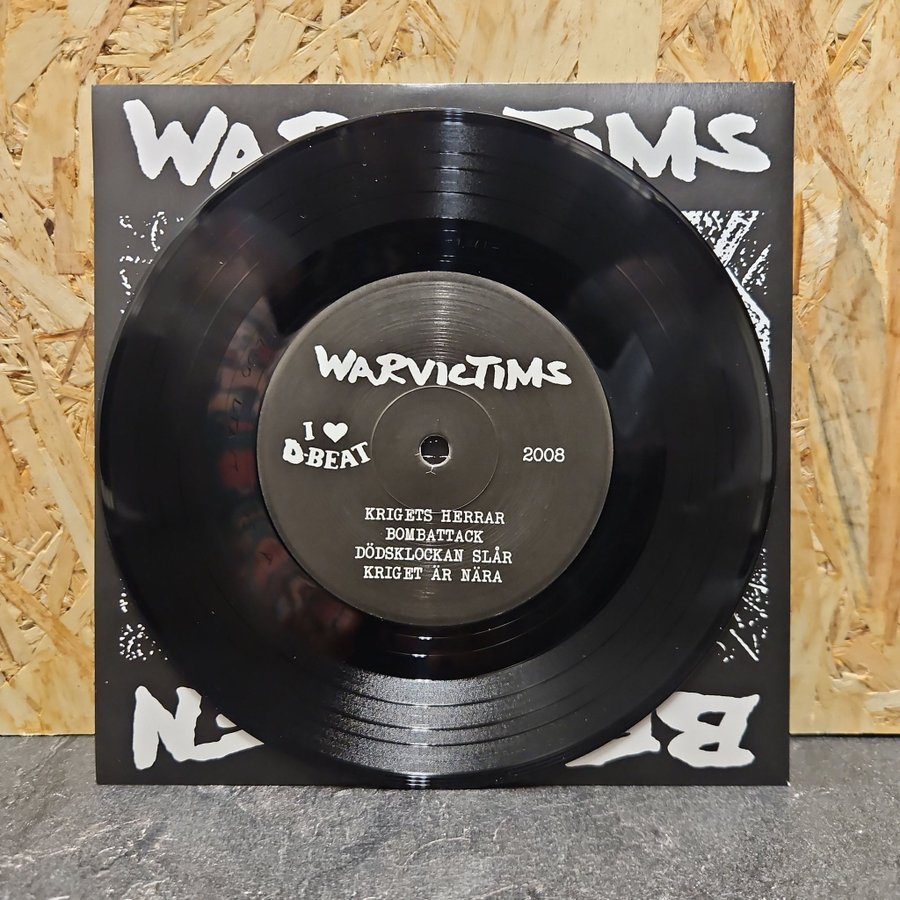 WARVICTIMS
I ♥
D-BEAT
2008
KRIGETS HERRAR
BOMBATTACK
DÖDSKLOCKAN SLÅR
KRIGET ÄR NÄRA